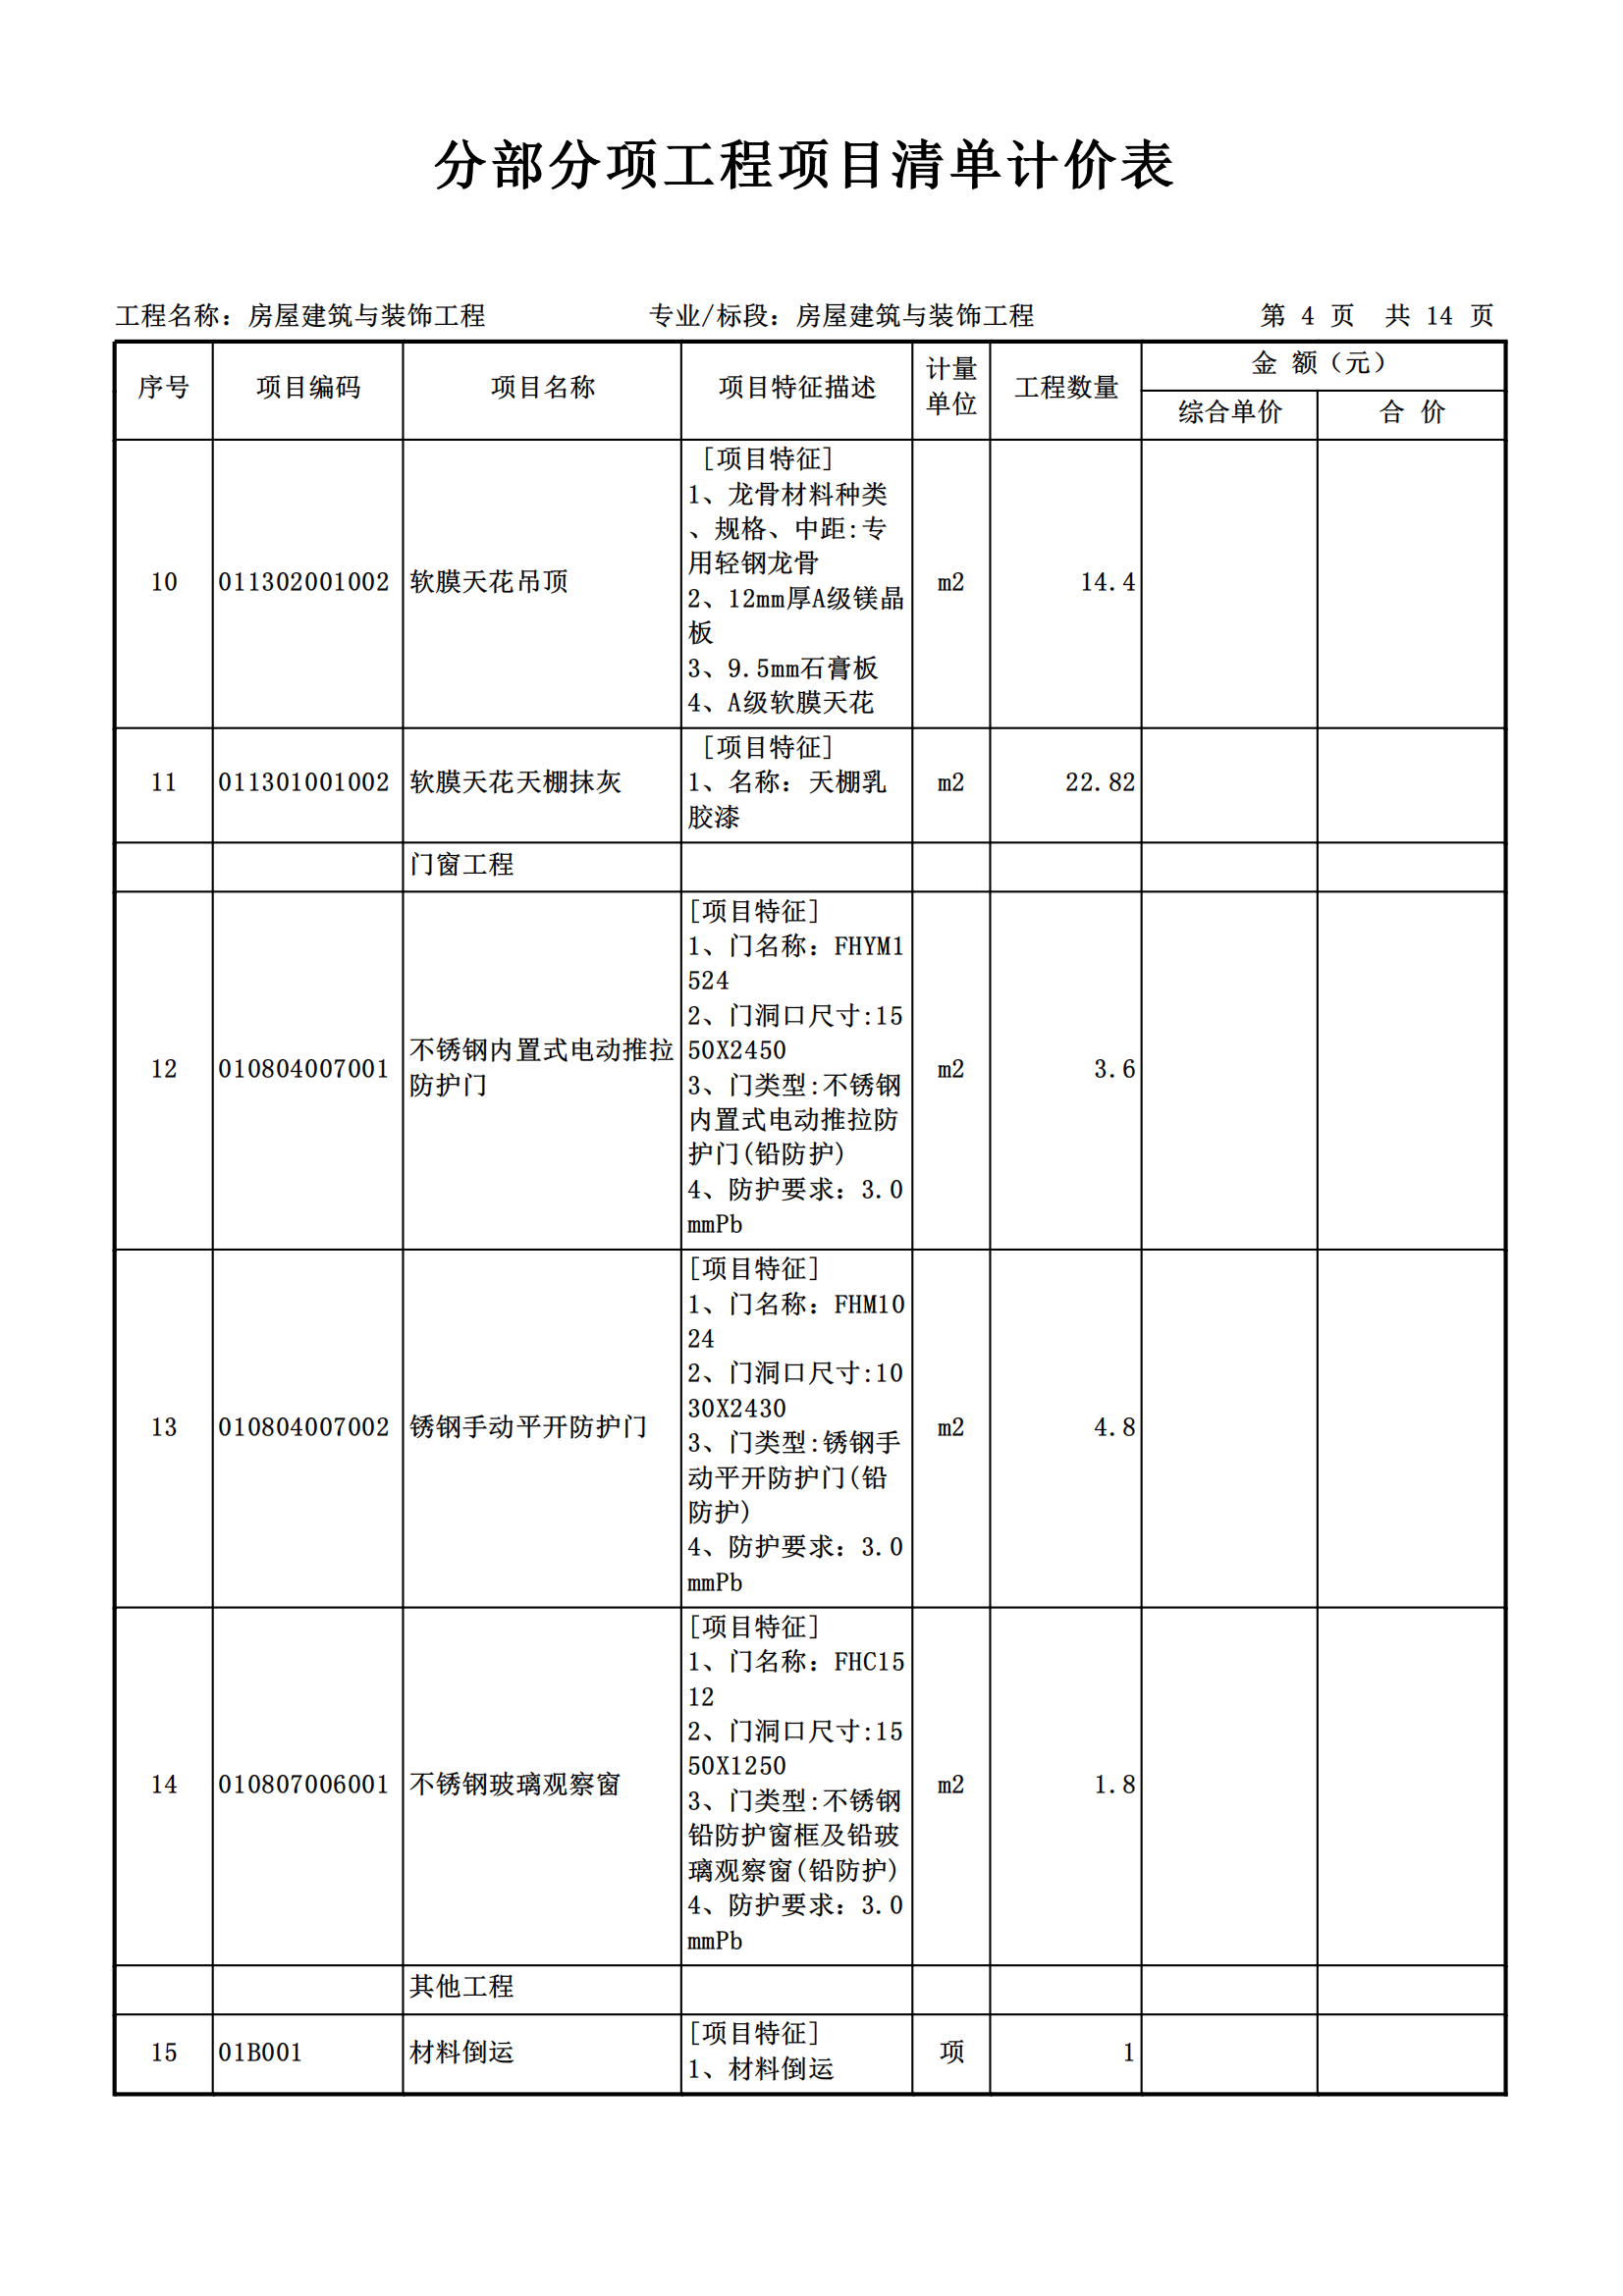 分部分项工程项目清单计价表
工程名称：房屋建筑与装饰工程 专业/标段：房屋建筑与装饰工程 第 4 页 共 14 页
序号 项目编码 项目名称 项目特征描述 计量单位 工程数量 金 额（元）
综合单价 合 价
10 011302001002 软膜天花吊顶 m2 14.4
[项目特征]
1、龙骨材料种类
、规格、中距:专
用轻钢龙骨
2、12mm厚A级镁晶
板
3、9.5mm石膏板
4、A级软膜天花
11 011301001002 软膜天花天棚抹灰 m2 22.82
[项目特征]
1、名称：天棚乳
胶漆
门窗工程
12 010804007001 不锈钢内置式电动推拉
防护门 m2 3.6
[项目特征]
1、门名称：FHYM1
524
2、门洞口尺寸:15
50X2450
3、门类型:不锈钢
内置式电动推拉防
护门(铅防护)
4、防护要求：3.0
mmPb
13 010804007002 锈钢手动平开防护门 m2 4.8
[项目特征]
1、门名称：FHM10
24
2、门洞口尺寸:10
30X2430
3、门类型:锈钢手
动平开防护门(铅
防护)
4、防护要求：3.0
mmPb
14 010807006001 不锈钢玻璃观察窗 m2 1.8
[项目特征]
1、门名称：FHC15
12
2、门洞口尺寸:15
50X1250
3、门类型:不锈钢
铅防护窗框及铅玻
璃观察窗(铅防护)
4、防护要求：3.0
mmPb
其他工程
15 01B001 材料倒运 项 1
[项目特征]
1、材料倒运